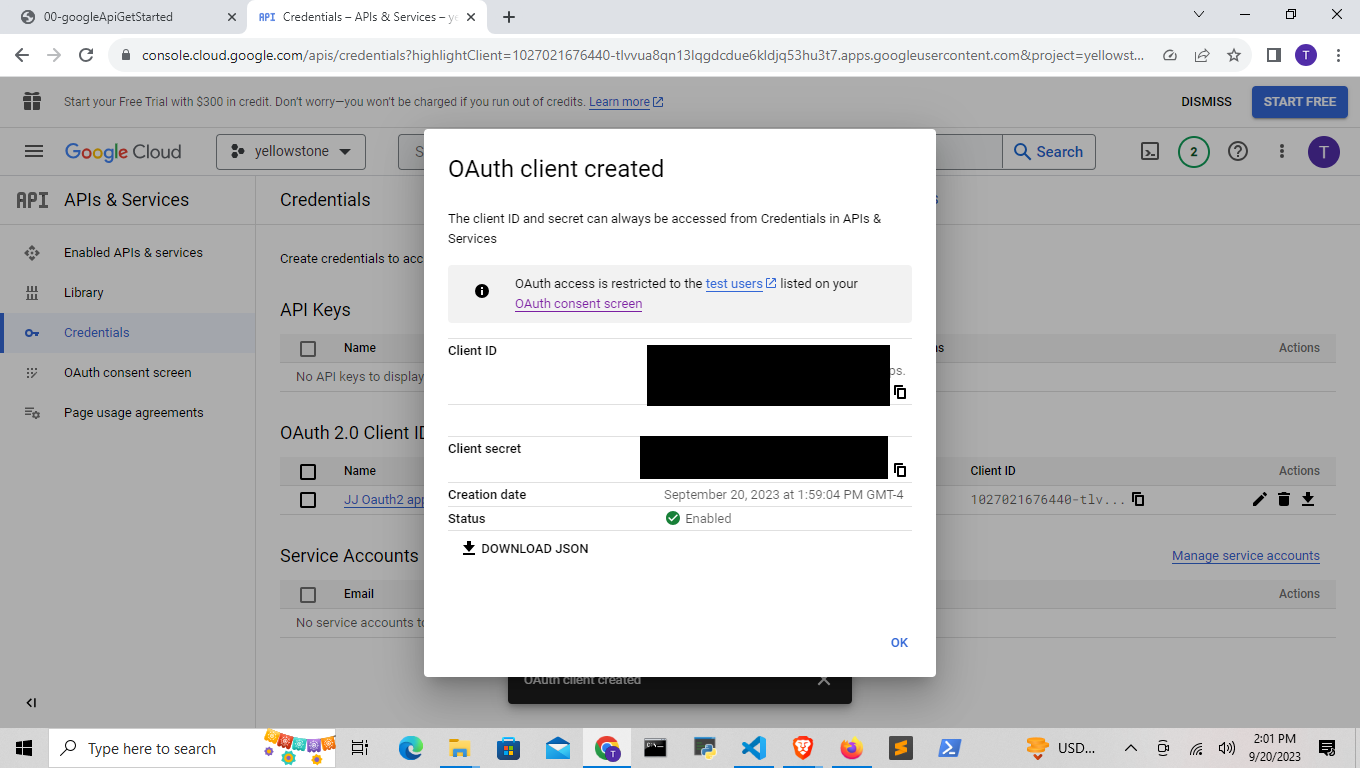 00-googleApiGetStarted
API Credentials – APIs & Services – ye
console.cloud.google.com/apis/credentials?highlightClient=1027021676440-tlvvua8qn13lqgdcdue6kldjq53hu3t7.apps.googleusercontent.com&project=yellowst...
T
Start your Free Trial with $300 in credit. Don't worry—you won't be charged if you run out of credits. Learn more
DISMISS
START FREE
Google Cloud
yellowstone
S
Search
2
T
API APIs & Services
Credentials
Enabled APIs & services
Library
Credentials
OAuth consent screen
Page usage agreements
Create credentials to acc
API Keys
Name
Actions
No API keys to display
OAuth 2.0 Client ID
Name
Client ID
Actions
JJ Oauth2 app
1027021676440-tlv...
Service Accounts
Manage service accounts
Email
Actions
No service accounts to
OAuth client created
The client ID and secret can always be accessed from Credentials in APIs &
Services
OAuth access is restricted to the test users listed on your
OAuth consent screen
Client ID
ps.
Client secret
Creation date
September 20, 2023 at 1:59:04 PM GMT-4
Status
Enabled
DOWNLOAD JSON
OK
OAuth client created
Type here to search
T
USD...
2:01 PM
9/20/2023